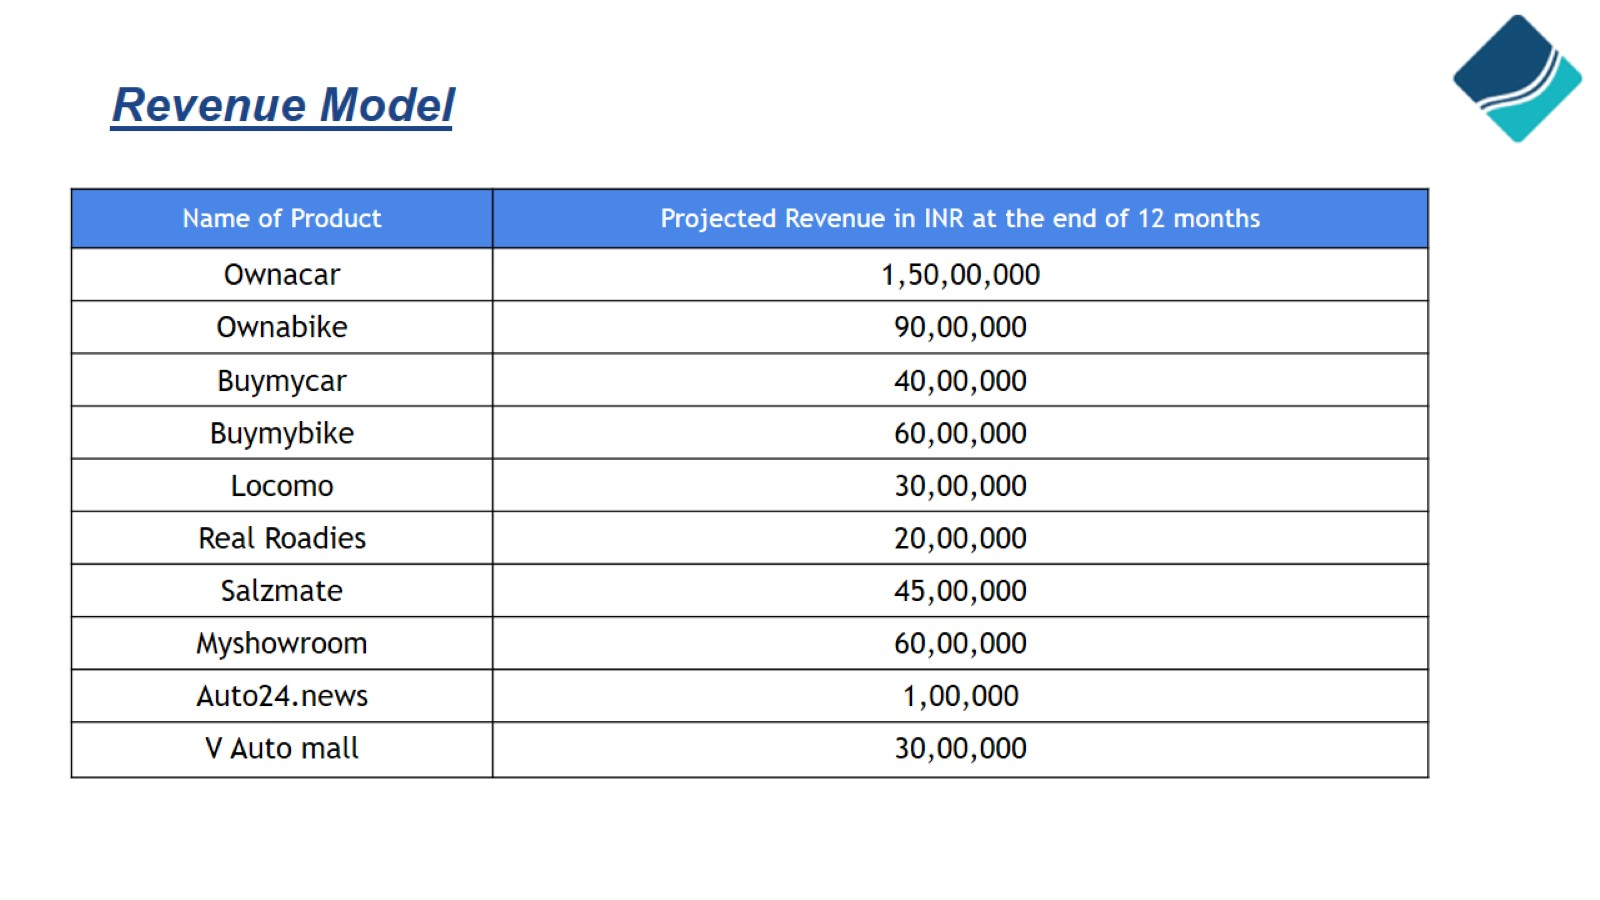 Revenue Model
Name of Product Projected Revenue in INR at the end of 12 months
Ownacar 1,50,00,000
Ownabike 90,00,000
Buymycar 40,00,000
Buymybike 60,00,000
Locomo 30,00,000
Real Roadies 20,00,000
Salzmate 45,00,000
Myshowroom 60,00,000
Auto24.news 1,00,000
V Auto mall 30,00,000